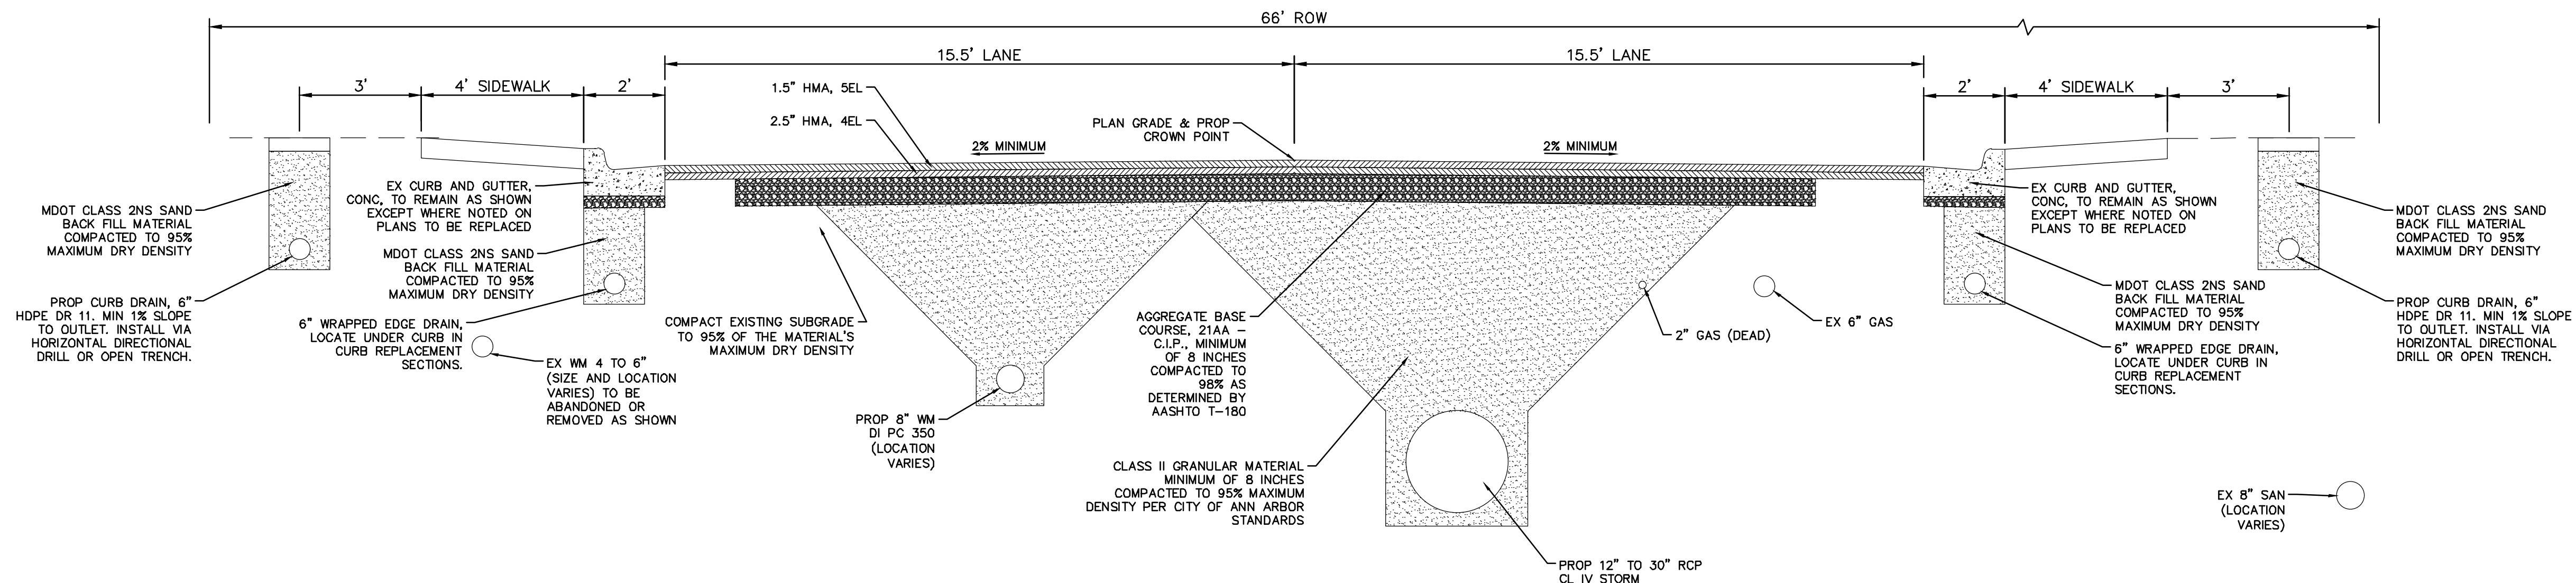 66' ROW
15.5' LANE
15.5' LANE
3'
4' SIDEWALK
2'
2'
4' SIDEWALK
3'
1.5" HMA, 5EL
2.5" HMA, 4EL
PLAN GRADE & PROP
CROWN POINT
2% MINIMUM
2% MINIMUM
MDOT CLASS 2NS SAND
BACK FILL MATERIAL
COMPACTED TO 95%
MAXIMUM DRY DENSITY
PROP CURB DRAIN, 6"
HDPE DR 11. MIN 1% SLOPE
TO OUTLET. INSTALL VIA
HORIZONTAL DIRECTIONAL
DRILL OR OPEN TRENCH.
EX CURB AND GUTTER,
CONC, TO REMAIN AS SHOWN
EXCEPT WHERE NOTED ON
PLANS TO BE REPLACED
MDOT CLASS 2NS SAND
BACK FILL MATERIAL
COMPACTED TO 95%
MAXIMUM DRY DENSITY
6" WRAPPED EDGE DRAIN,
LOCATE UNDER CURB IN
CURB REPLACEMENT
SECTIONS.
EX WM 4 TO 6"
(SIZE AND LOCATION
VARIES) TO BE
ABANDONED OR
REMOVED AS SHOWN
COMPACT EXISTING SUBGRADE
TO 95% OF THE MATERIAL'S
MAXIMUM DRY DENSITY
PROP 8" WM
DI PC 350
(LOCATION
VARIES)
AGGREGATE BASE
COURSE, 21AA -
C.I.P., MINIMUM
OF 8 INCHES
COMPACTED TO
98% AS
DETERMINED BY
AASHTO T-180
CLASS II GRANULAR MATERIAL
MINIMUM OF 8 INCHES
COMPACTED TO 95% MAXIMUM
DENSITY PER CITY OF ANN ARBOR
STANDARDS
2" GAS (DEAD)
EX 6" GAS
PROP 12" TO 30" RCP
CL IV STORM
EX CURB AND GUTTER,
CONC, TO REMAIN AS SHOWN
EXCEPT WHERE NOTED ON
PLANS TO BE REPLACED
MDOT CLASS 2NS SAND
BACK FILL MATERIAL
COMPACTED TO 95%
MAXIMUM DRY DENSITY
6" WRAPPED EDGE DRAIN,
LOCATE UNDER CURB IN
CURB REPLACEMENT
SECTIONS.
MDOT CLASS 2NS SAND
BACK FILL MATERIAL
COMPACTED TO 95%
MAXIMUM DRY DENSITY
PROP CURB DRAIN, 6"
HDPE DR 11. MIN 1% SLOPE
TO OUTLET. INSTALL VIA
HORIZONTAL DIRECTIONAL
DRILL OR OPEN TRENCH.
EX 8" SAN
(LOCATION
VARIES)